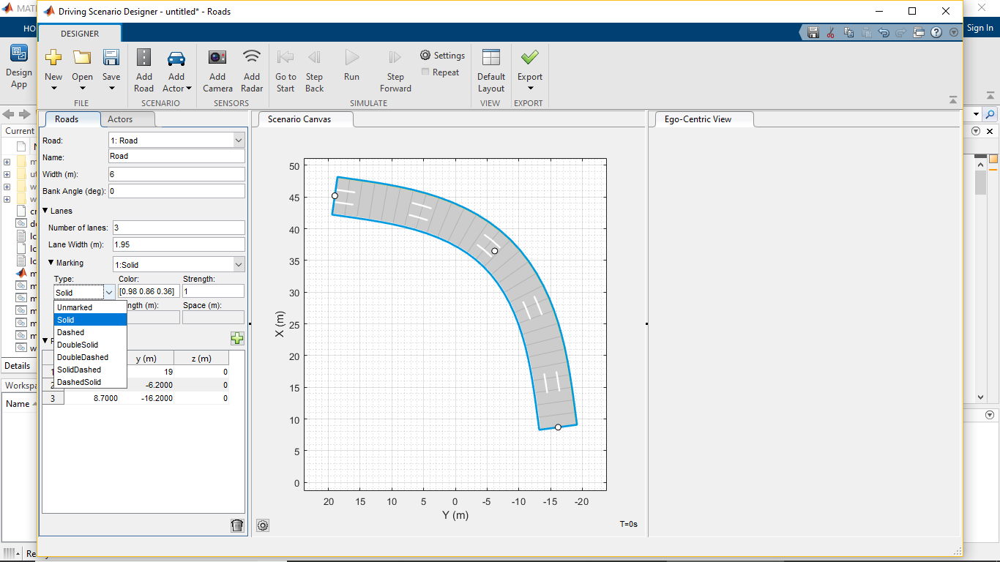 MAT
Driving Scenario Designer - untitled* - Roads
HO
DESIGNER
Sign In
Design App
New
Open
Save
Add Road
Add Actor
Add Camera
Add Radar
Go to Start
Step Back
Run
Step Forward
Settings
Repeat
Default Layout
Export
FILE
SCENARIO
SENSORS
SIMULATE
VIEW
EXPORT
Roads
Actors
Scenario Canvas
Ego-Centric View
Current
Road: 1: Road
Name: Road
Width (m): 6
Bank Angle (deg): 0
Lanes
Number of lanes: 3
Lane Width (m): 1.95
Marking 1:Solid
Type: Color: Strength:
Solid [0.98 0.86 0.36] 1
ngth (m): Space (m):
Unmarked
Solid
Dashed
DoubleSolid
DoubleDashed
SolidDashed
DashedSolid
y (m) z (m)
1 19 0
2 -6.2000 0
3 8.7000 -16.2000 0
Details
Workspa
Name
50
45
40
35
30
25
20
15
10
5
0
X (m)
20 15 10 5 0 -5 -10 -15 -20
Y (m)
T=0s